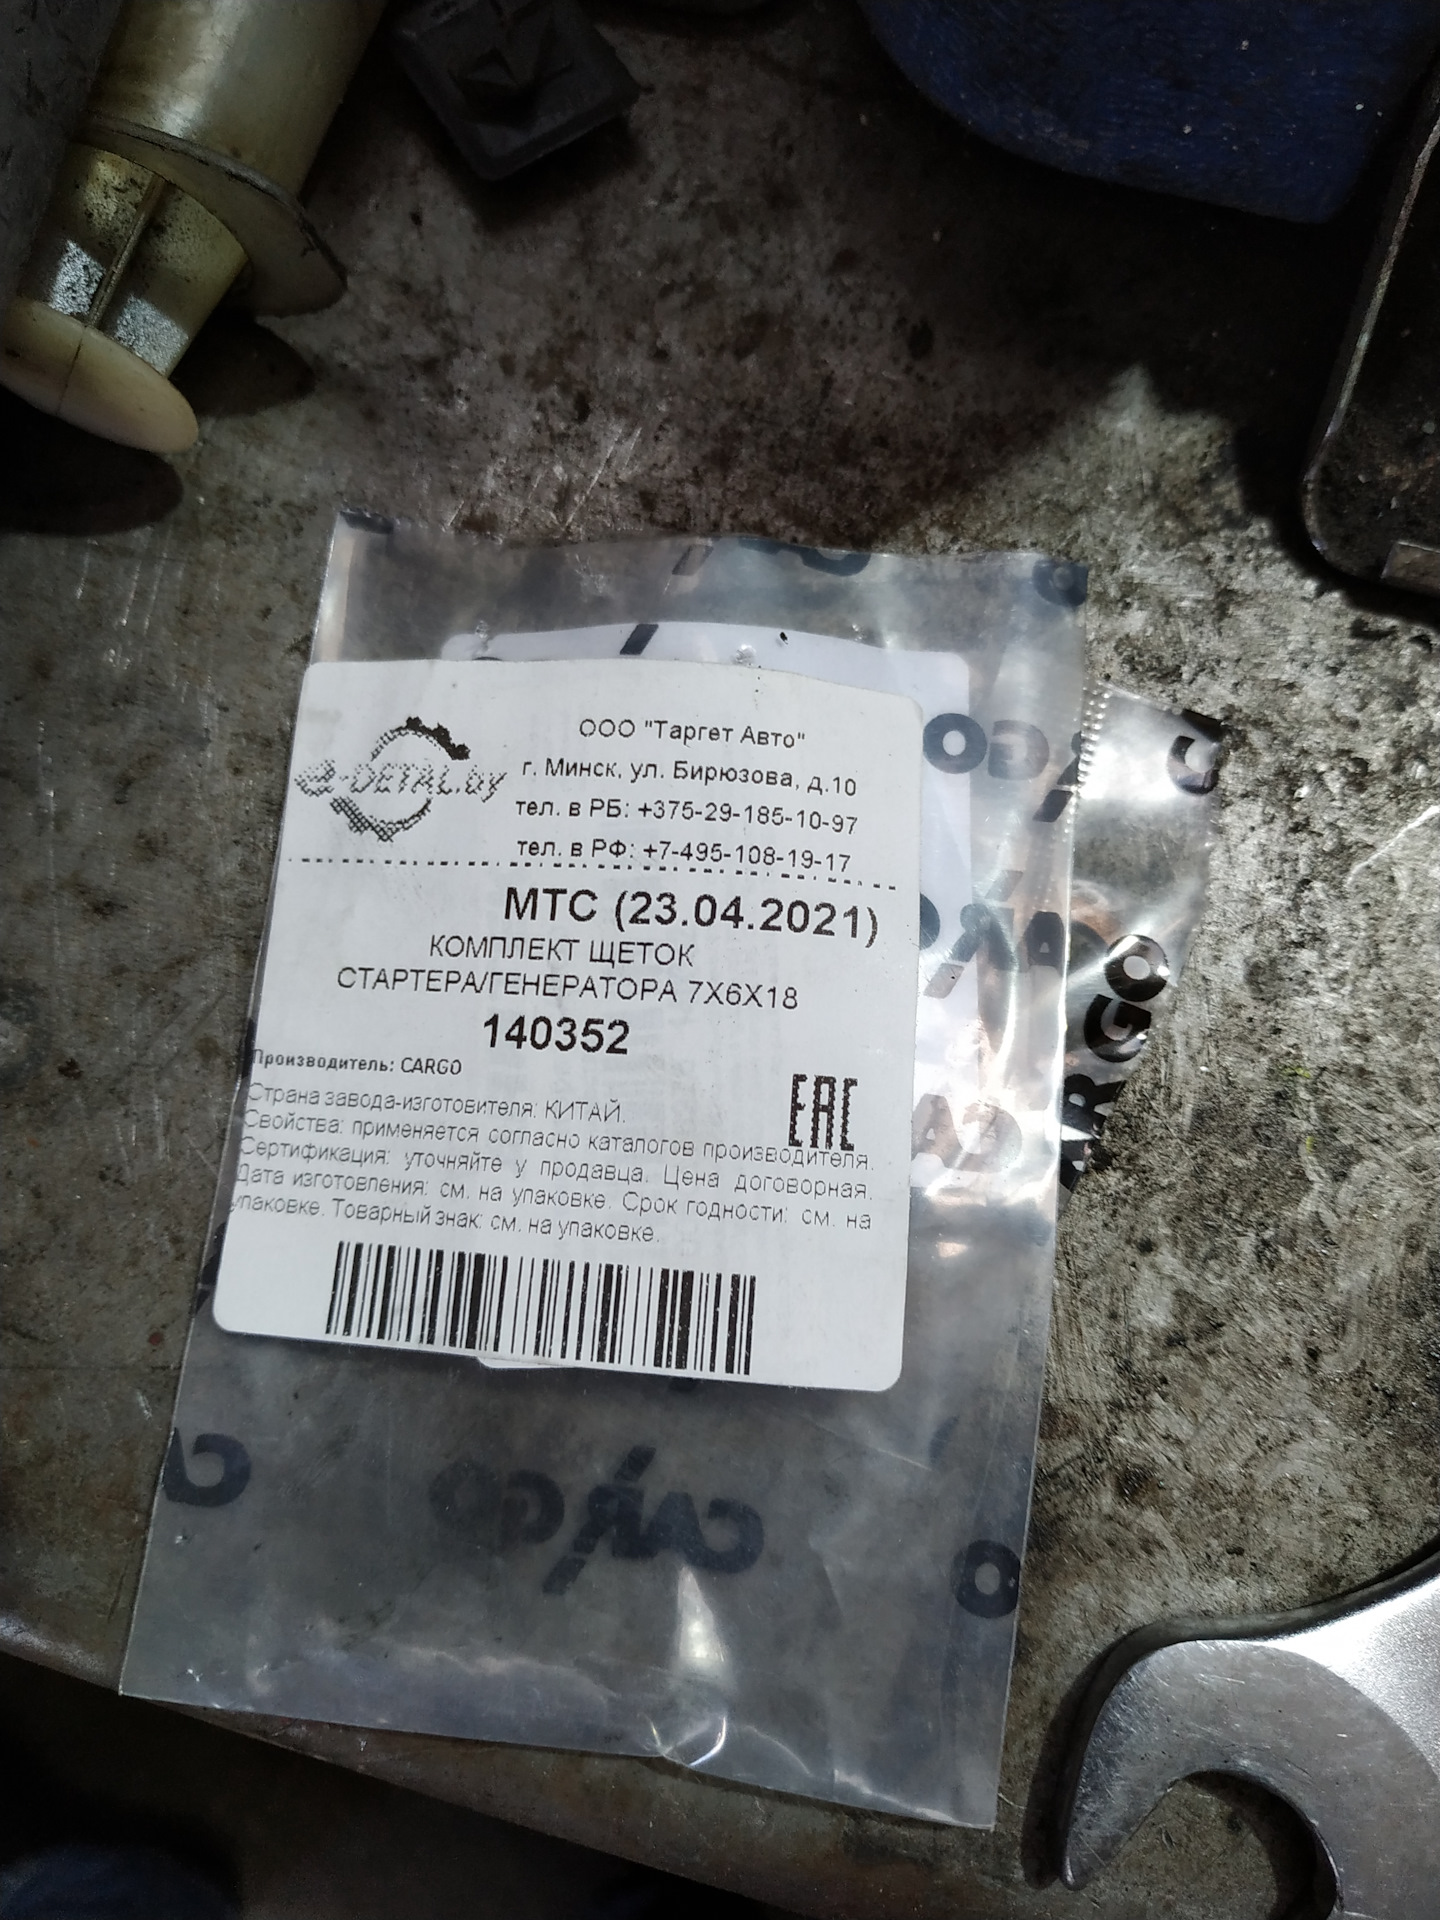 e-DETAL.by
ООО "Таргет Авто"
г. Минск, ул. Бирюзова, д.10
тел. в РБ: +375-29-185-10-97
тел. в РФ: +7-495-108-19-17
МТС (23.04.2021)
КОМПЛЕКТ ЩЕТОК
СТАРТЕРА/ГЕНЕРАТОРА 7X6X18
140352
Производитель: CARGO
EAC
Страна завода-изготовителя: КИТАЙ.
Свойства: применяется согласно каталогов производителя.
Сертификация: уточняйте у продавца. Цена договорная.
Дата изготовления: см. на упаковке. Срок годности: см. на
упаковке. Товарный знак: см. на упаковке.
CARGO
CARGO